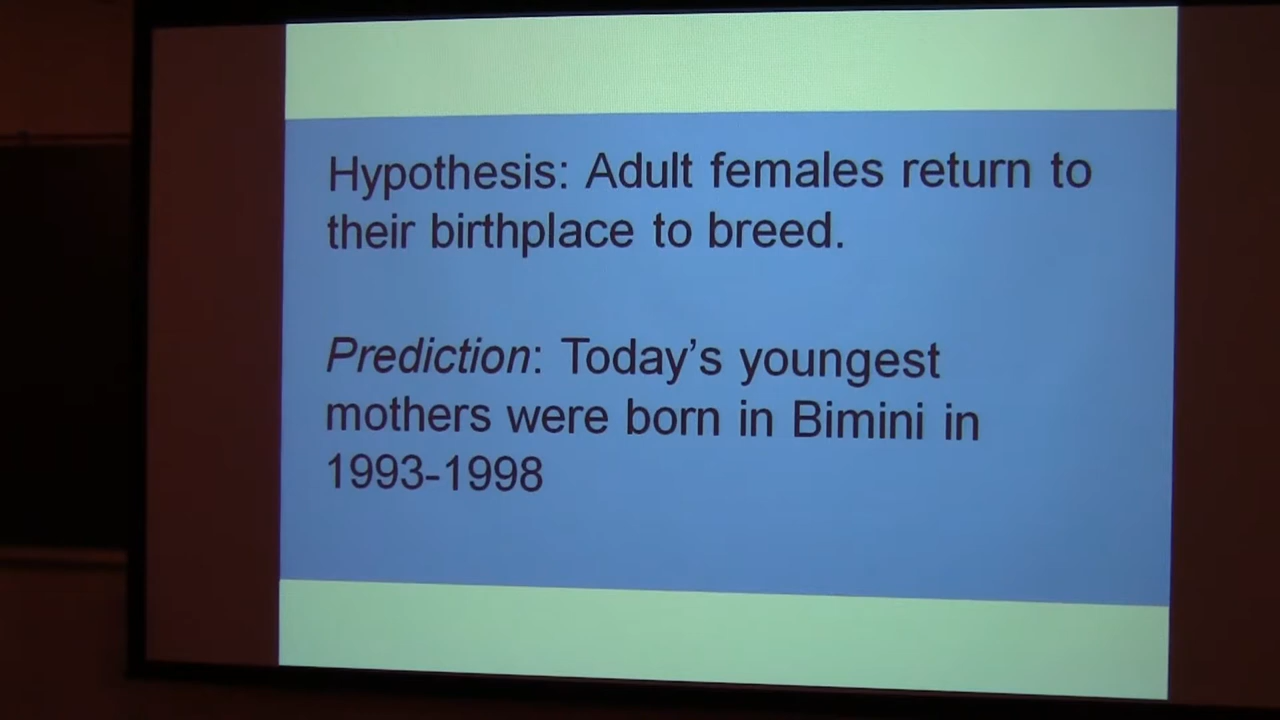 Hypothesis: Adult females return to
their birthplace to breed.
Prediction: Today's youngest
mothers were born in Bimini in
1993-1998